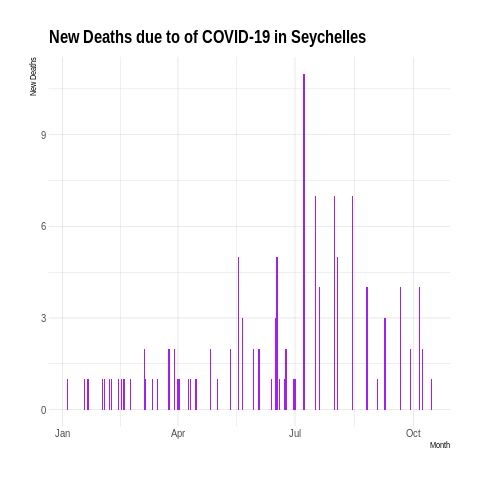 New Deaths due to of COVID-19 in Seychelles
New Deaths
9
6
3
0
Jan Apr Jul Oct
Month